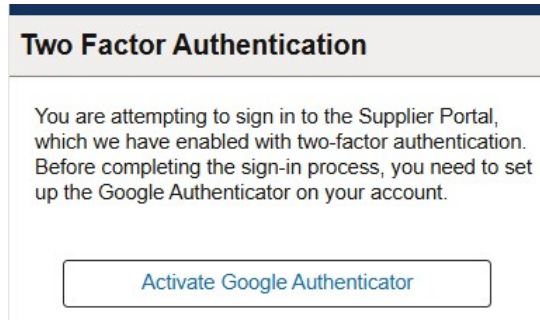 Two Factor Authentication
You are attempting to sign in to the Supplier Portal,
which we have enabled with two-factor authentication.
Before completing the sign-in process, you need to set
up the Google Authenticator on your account.
Activate Google Authenticator